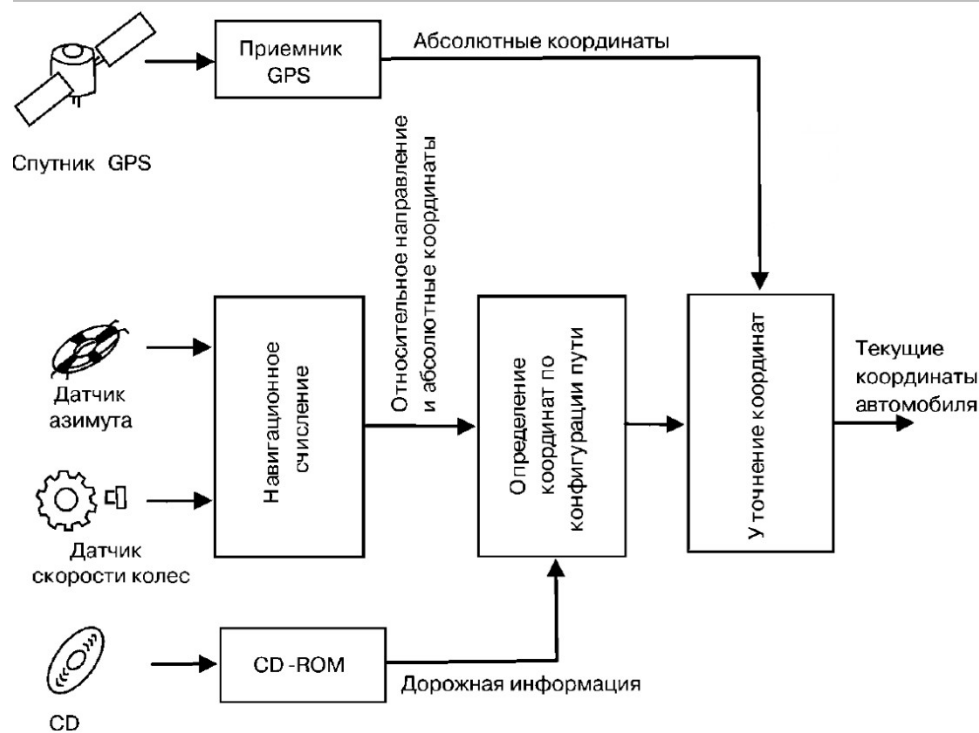 Приемник
GPS
Абсолютные координаты
Спутник GPS
Относительное направление
и абсолютные координаты
Датчик
азимута
Навигационное
счисление
Определение
координат по
конфигурации пути
Уточнение координат
Текущие
координаты
автомобиля
Датчик
скорости колес
CD-ROM
Дорожная информация
CD